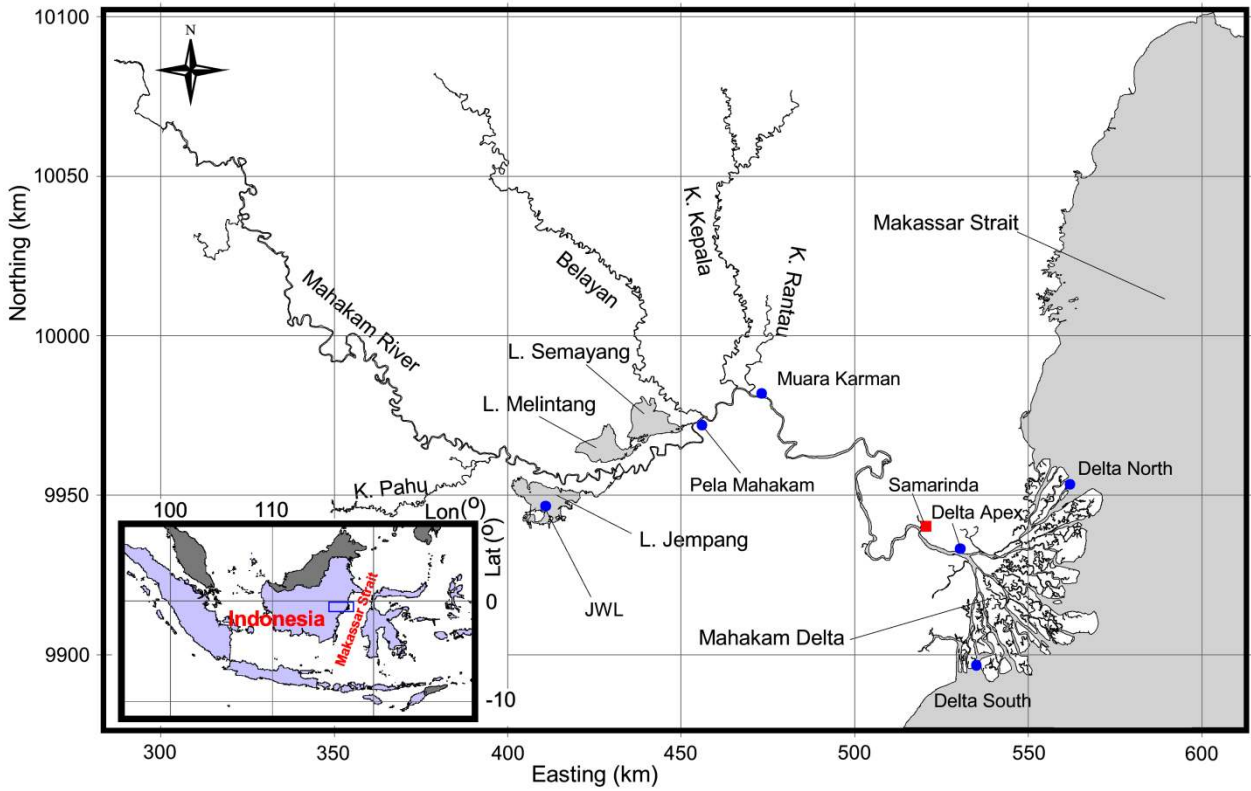 10100
10050
10000
9950
9900
Northing (km)
N
Mahakam River
Belayan
K. Kepala
K. Rantau
Makassar Strait
L. Semayang
L. Melintang
Muara Karman
K. Pahu
Pela Mahakam
Delta North
Samarinda
Delta Apex
L. Jempang
JWL
Mahakam Delta
Delta South
100
110
Lon(o)
Lat (o)
0
-10
Indonesia
Makassar Strait
300
350
400
450
500
550
600
Easting (km)